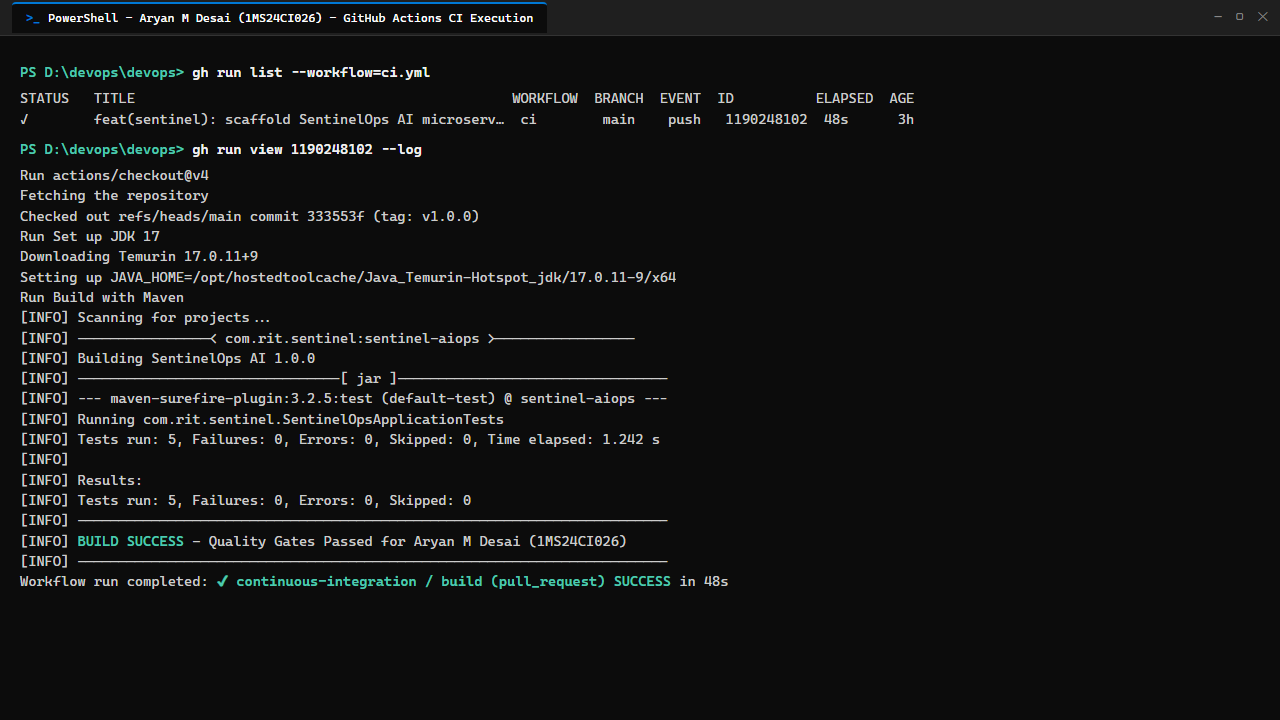 >_ PowerShell - Aryan M Desai (1MS24CI026) - GitHub Actions CI Execution
PS D:\devops\devops> gh run list --workflow=ci.yml
STATUS   TITLE                                              WORKFLOW  BRANCH  EVENT  ID          ELAPSED  AGE
✓        feat(sentinel): scaffold SentinelOps AI microserv…  ci        main    push   1190248102  48s      3h
PS D:\devops\devops> gh run view 1190248102 --log
Run actions/checkout@v4
Fetching the repository
Checked out refs/heads/main commit 333553f (tag: v1.0.0)
Run Set up JDK 17
Downloading Temurin 17.0.11+9
Setting up JAVA_HOME=/opt/hostedtoolcache/Java_Temurin-Hotspot_jdk/17.0.11-9/x64
Run Build with Maven
[INFO] Scanning for projects...
[INFO] ----------------< com.rit.sentinel:sentinel-aiops >-----------------
[INFO] Building SentinelOps AI 1.0.0
[INFO] --------------------------------[ jar ]---------------------------------
[INFO] --- maven-surefire-plugin:3.2.5:test (default-test) @ sentinel-aiops ---
[INFO] Running com.rit.sentinel.SentinelOpsApplicationTests
[INFO] Tests run: 5, Failures: 0, Errors: 0, Skipped: 0, Time elapsed: 1.242 s
[INFO]
[INFO] Results:
[INFO] Tests run: 5, Failures: 0, Errors: 0, Skipped: 0
[INFO] ------------------------------------------------------------------------
[INFO] BUILD SUCCESS - Quality Gates Passed for Aryan M Desai (1MS24CI026)
[INFO] ------------------------------------------------------------------------
Workflow run completed: ✔ continuous-integration / build (pull_request) SUCCESS in 48s